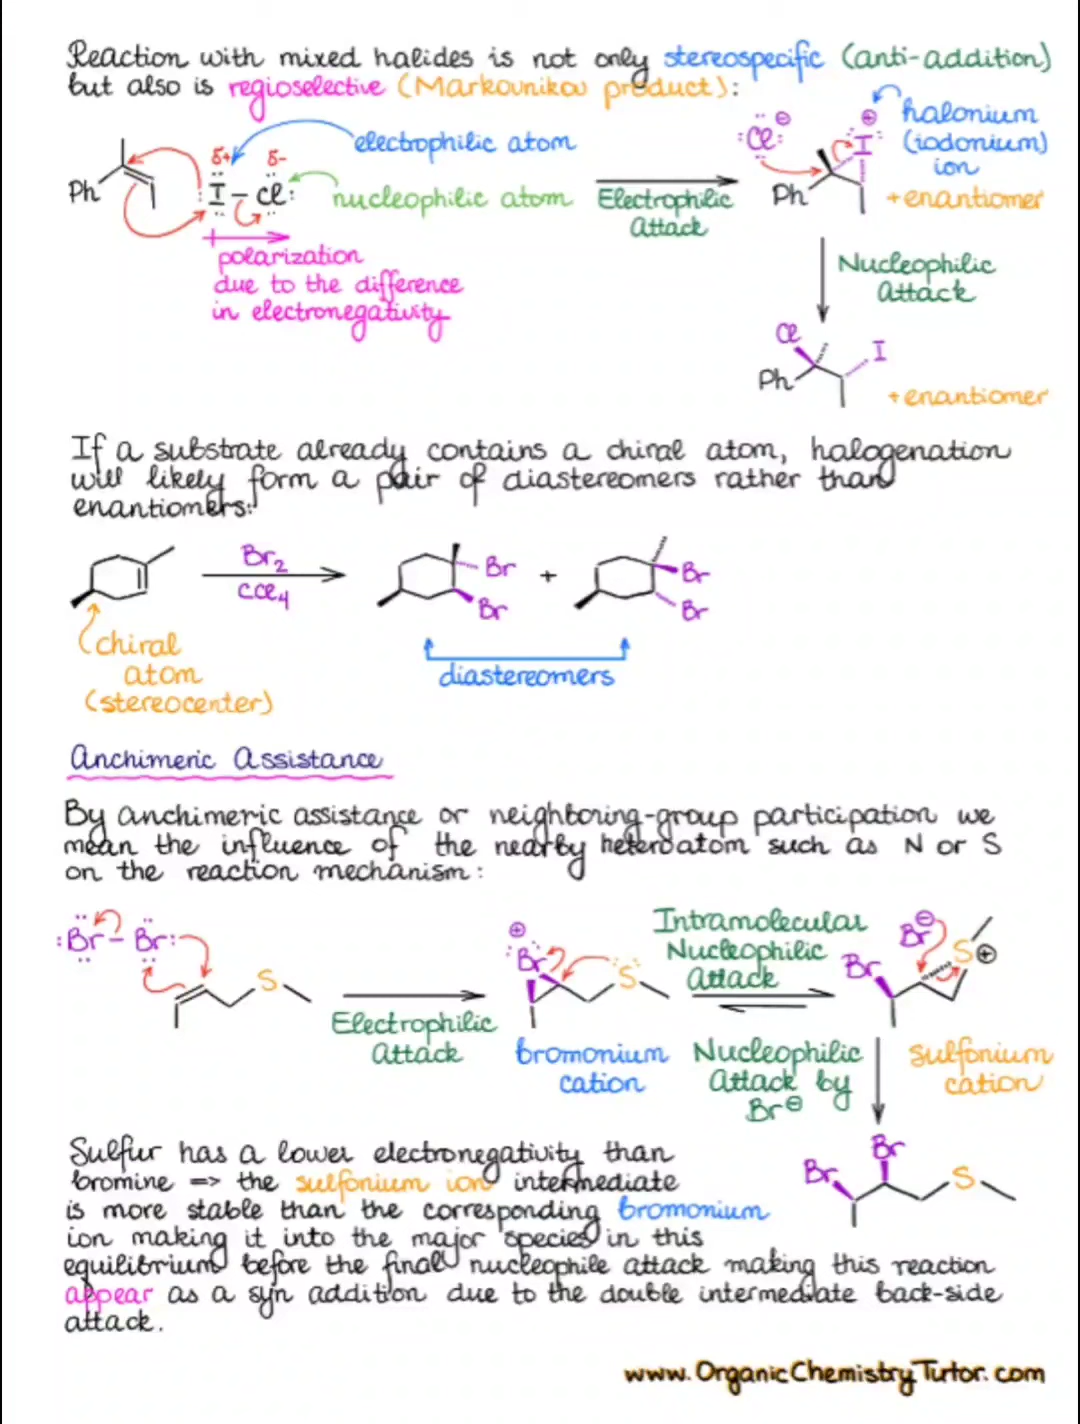 Reaction with mixed halides is not only stereospecific (anti-addition)
but also is regioselective (Markovnikov product):
halonium
(iodonium)
ion
electrophilic atom
nucleophilic atom
δ+ δ-
Ph I - Cl:
polarization
due to the difference
in electronegativity
Electrophilic
Attack
:Cl: ⊖
⊕
I
Ph
+ enantiomer
Nucleophilic
Attack
Cl
I
Ph
+ enantiomer
If a substrate already contains a chiral atom, halogenation
will likely form a pair of diastereomers rather than
enantiomers:
Br₂
CCl₄
Br
Br
+
Br
Br
chiral
atom
(stereocenter)
diastereomers
Anchimeric Assistance
By anchimeric assistance or neighboring-group participation we
mean the influence of the nearby heteroatom such as N or S
on the reaction mechanism:
:Br - Br:
S
Electrophilic
Attack
⊕
:Br
S
bromonium
cation
Intramolecular
Nucleophilic
Attack
Br⊖
S ⊕
Br
sulfonium
cation
Nucleophilic
Attack by
Br⊖
Br
Br
S
Sulfur has a lower electronegativity than
bromine => the sulfonium ion intermediate
is more stable than the corresponding bromonium
ion making it into the major species in this
equilibrium before the final nucleophile attack making this reaction
appear as a syn addition due to the double intermediate back-side
attack.
www.OrganicChemistryTutor.com